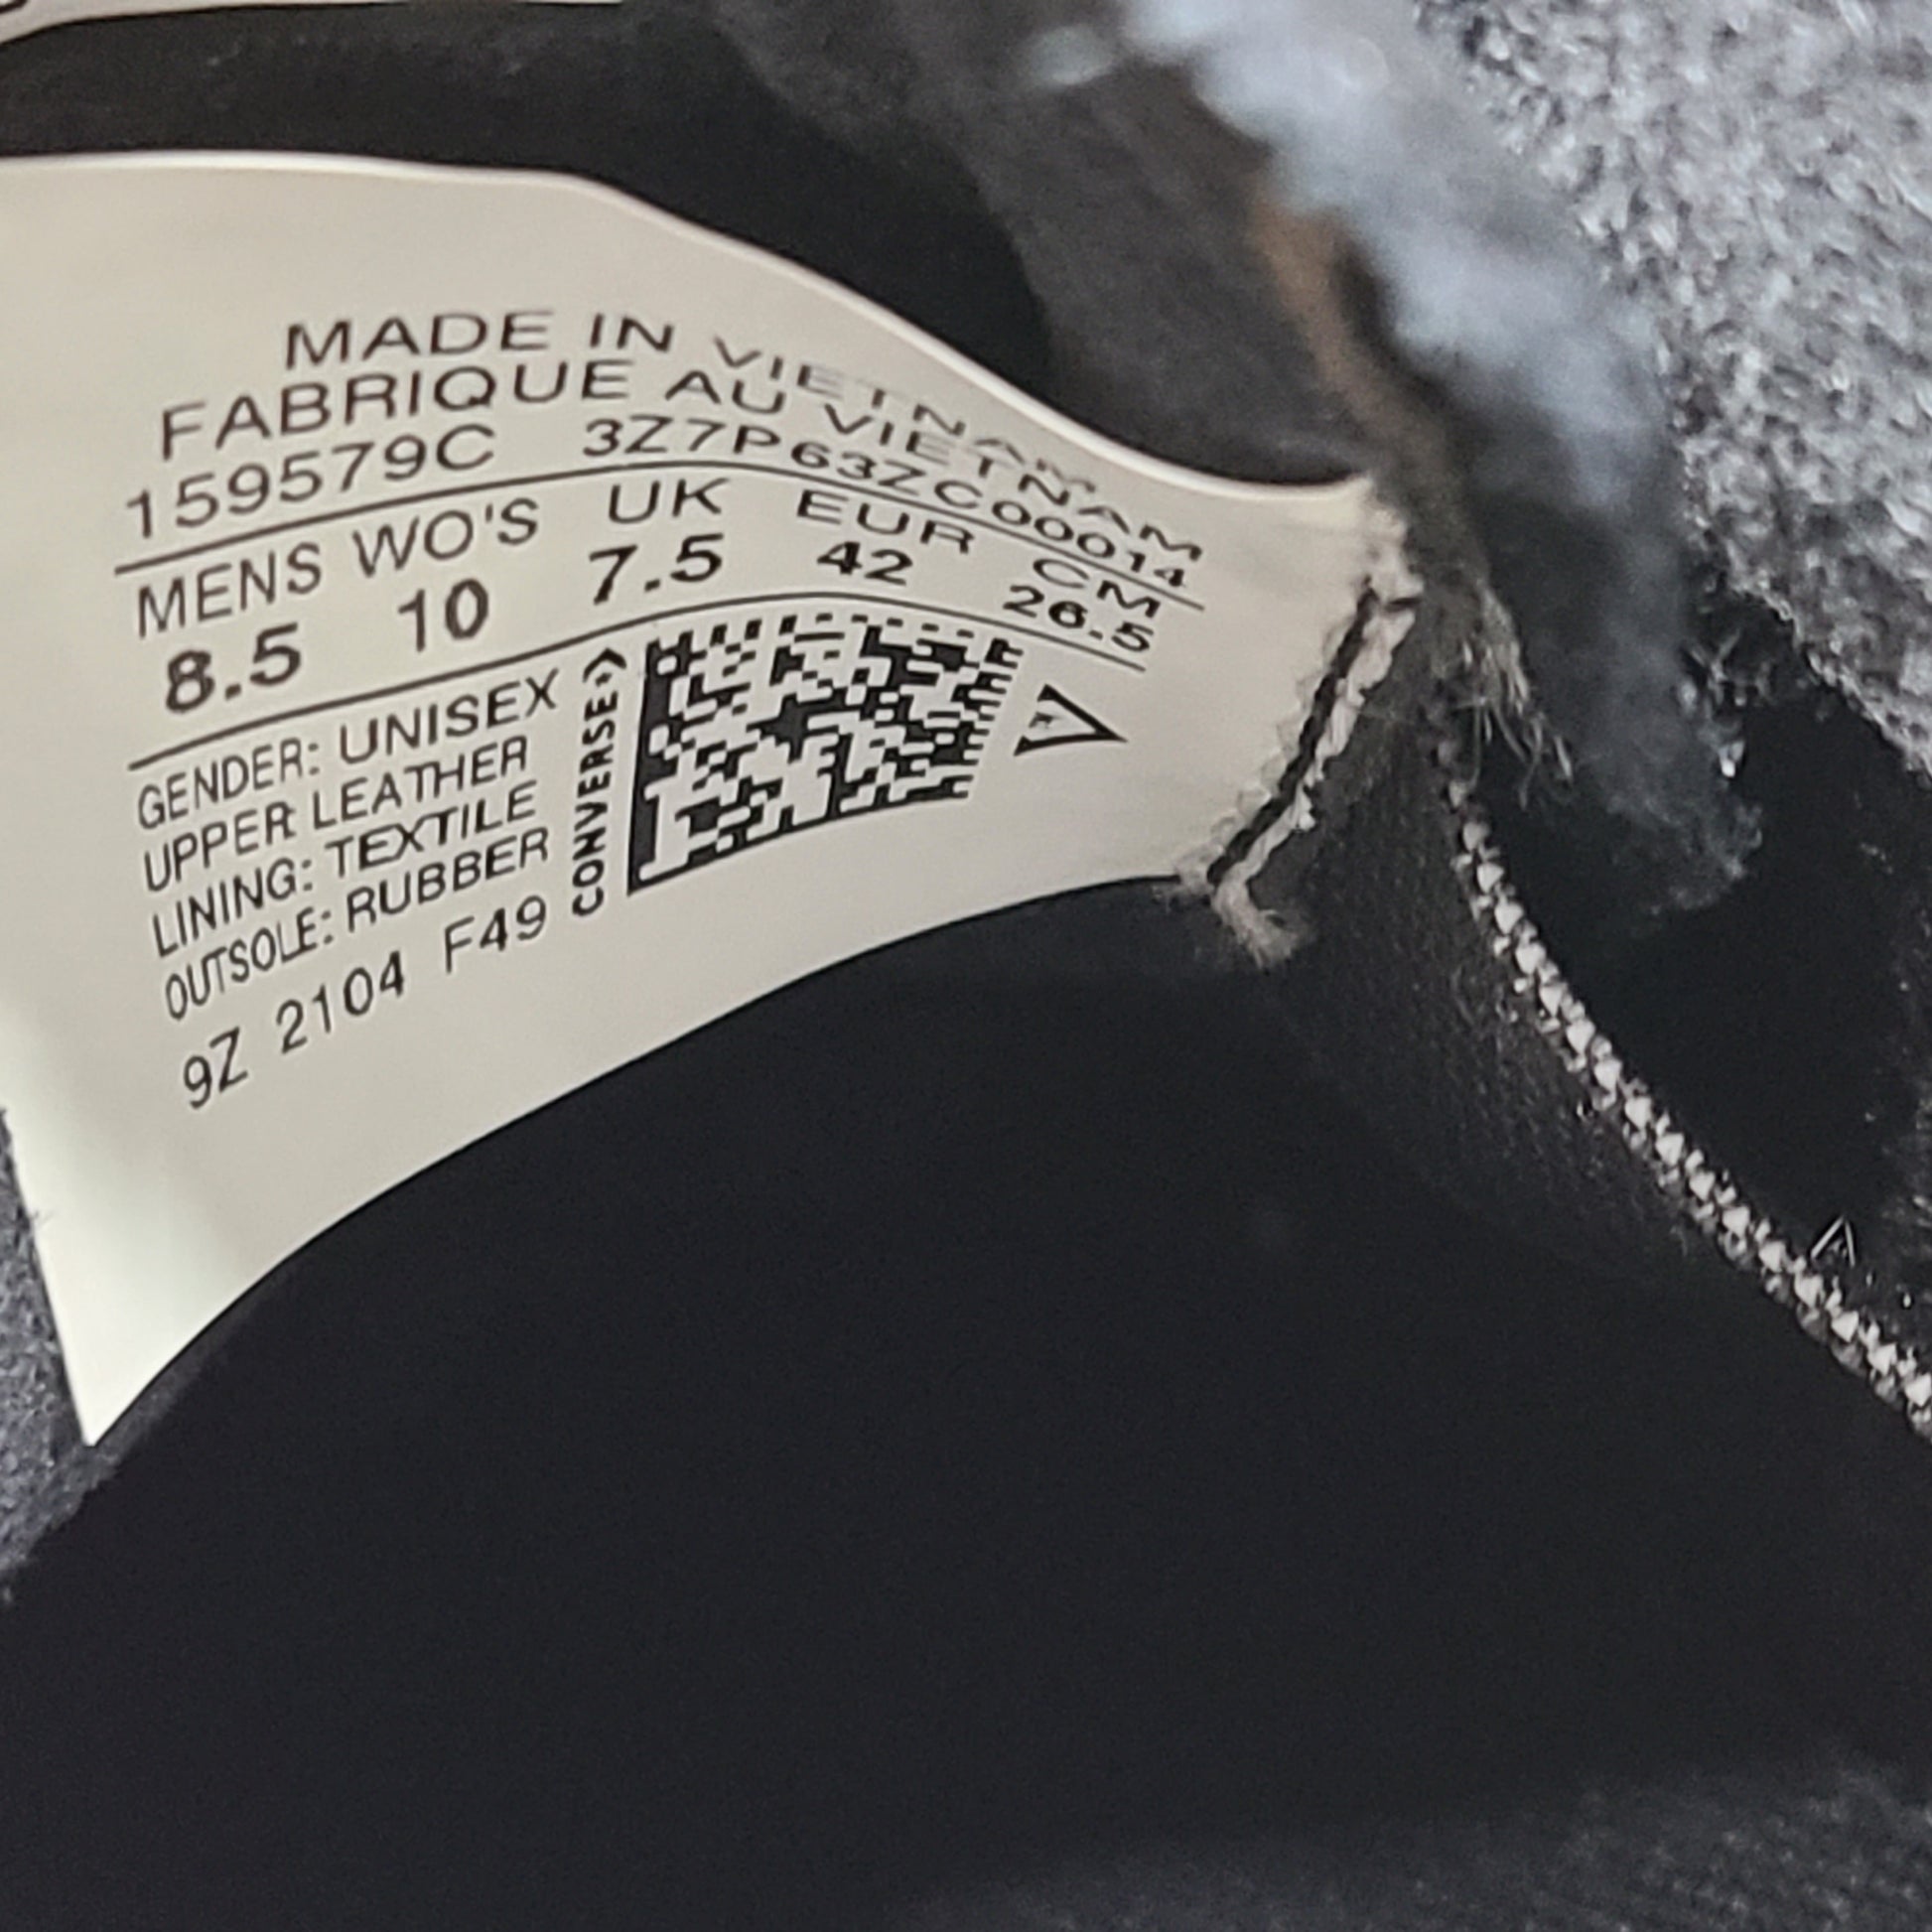 MADE IN VIETNAM
FABRIQUE AU VIETNAM
159579C 3Z7P63ZC00014
MENS WO'S UK EUR CM
8.5 10 7.5 42 26.5
GENDER: UNISEX
UPPER: LEATHER
LINING: TEXTILE
OUTSOLE: RUBBER
9Z 2104 F49
CONVERSE